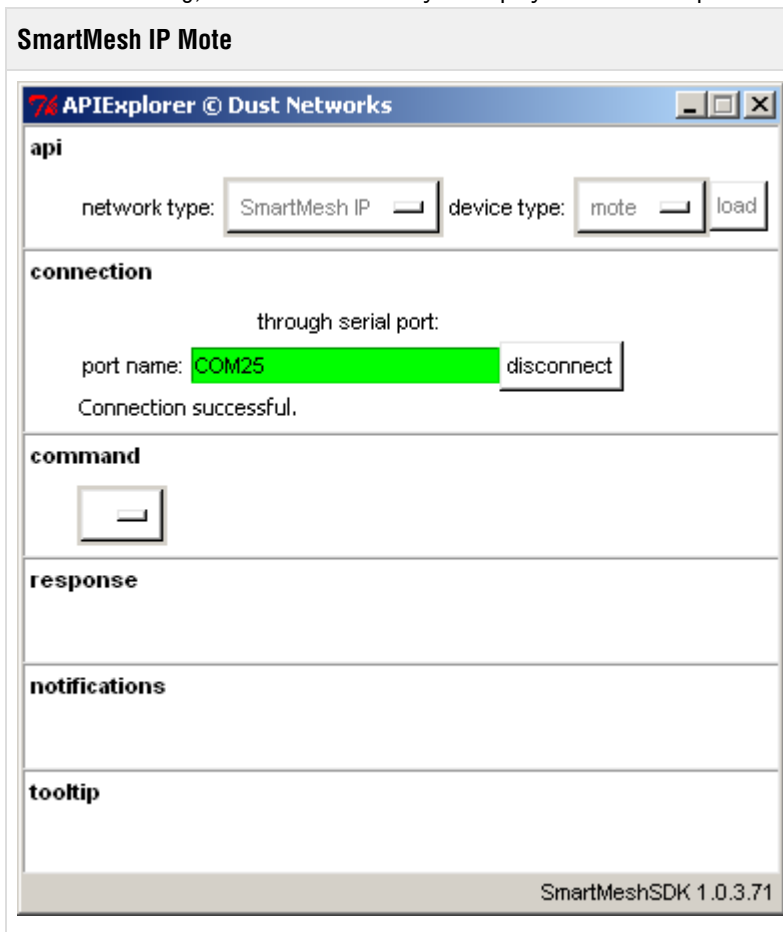 SmartMesh IP Mote
APIExplorer © Dust Networks
api
network type: SmartMesh IP device type: mote load
connection
through serial port:
port name: COM25 disconnect
Connection successful.
command
response
notifications
tooltip
SmartMeshSDK 1.0.3.71